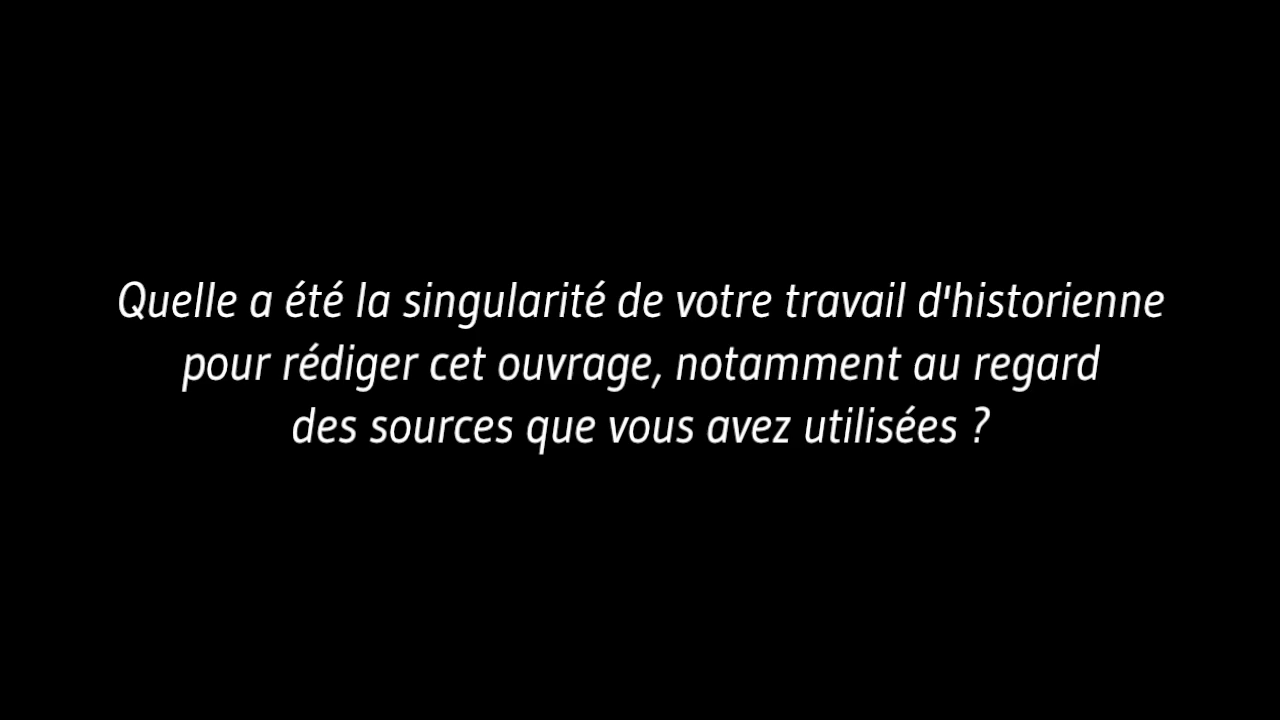 Quelle a été la singularité de votre travail d'historienne
pour rédiger cet ouvrage, notamment au regard
des sources que vous avez utilisées ?